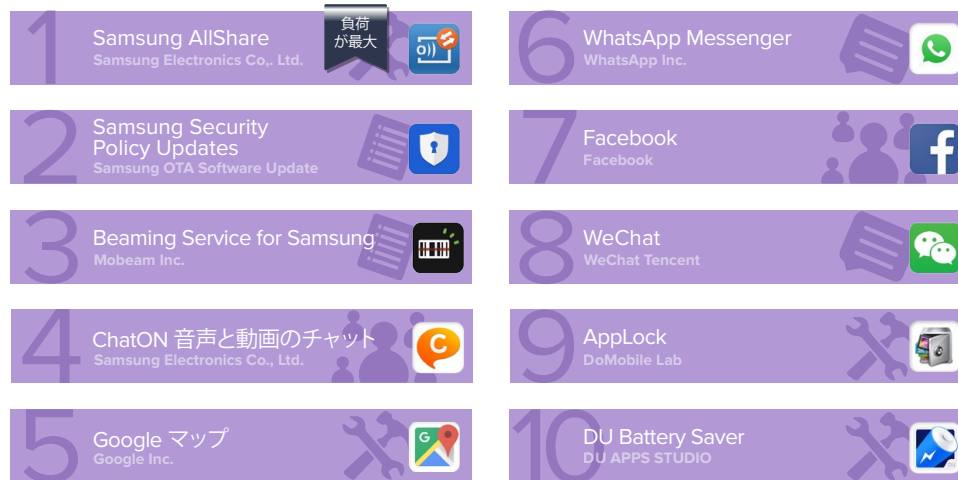 1
Samsung AllShare
Samsung Electronics Co,. Ltd.
負荷
が最大
2
Samsung Security
Policy Updates
Samsung OTA Software Update
3
Beaming Service for Samsung
Mobeam Inc.
4
ChatON 音声と動画のチャット
Samsung Electronics Co., Ltd.
C
5
Google マップ
Google Inc.
G
6
WhatsApp Messenger
WhatsApp Inc.
7
Facebook
Facebook
f
8
WeChat
WeChat Tencent
9
AppLock
DoMobile Lab
10
DU Battery Saver
DU APPS STUDIO